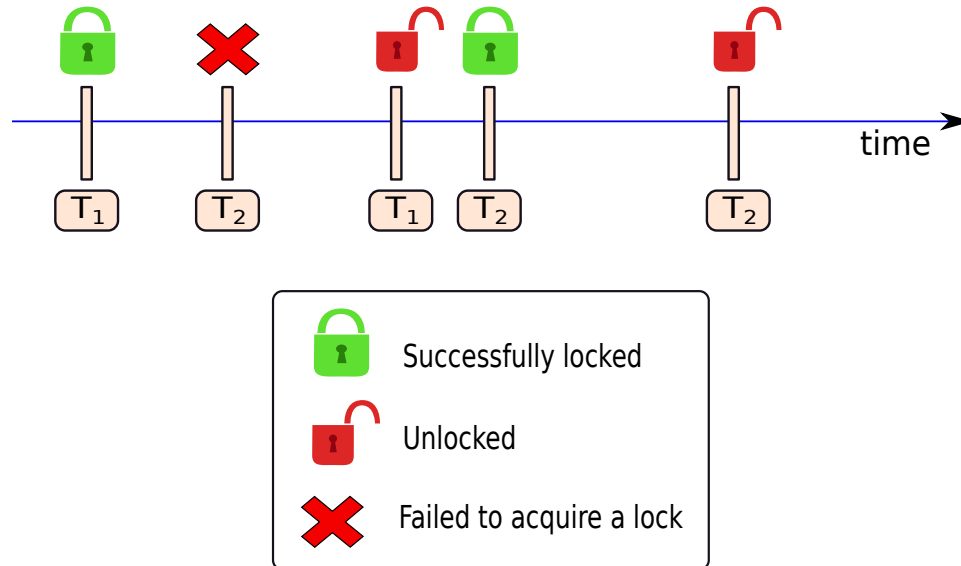 time
T₁
T₂
T₁
T₂
T₂
Successfully locked
Unlocked
Failed to acquire a lock